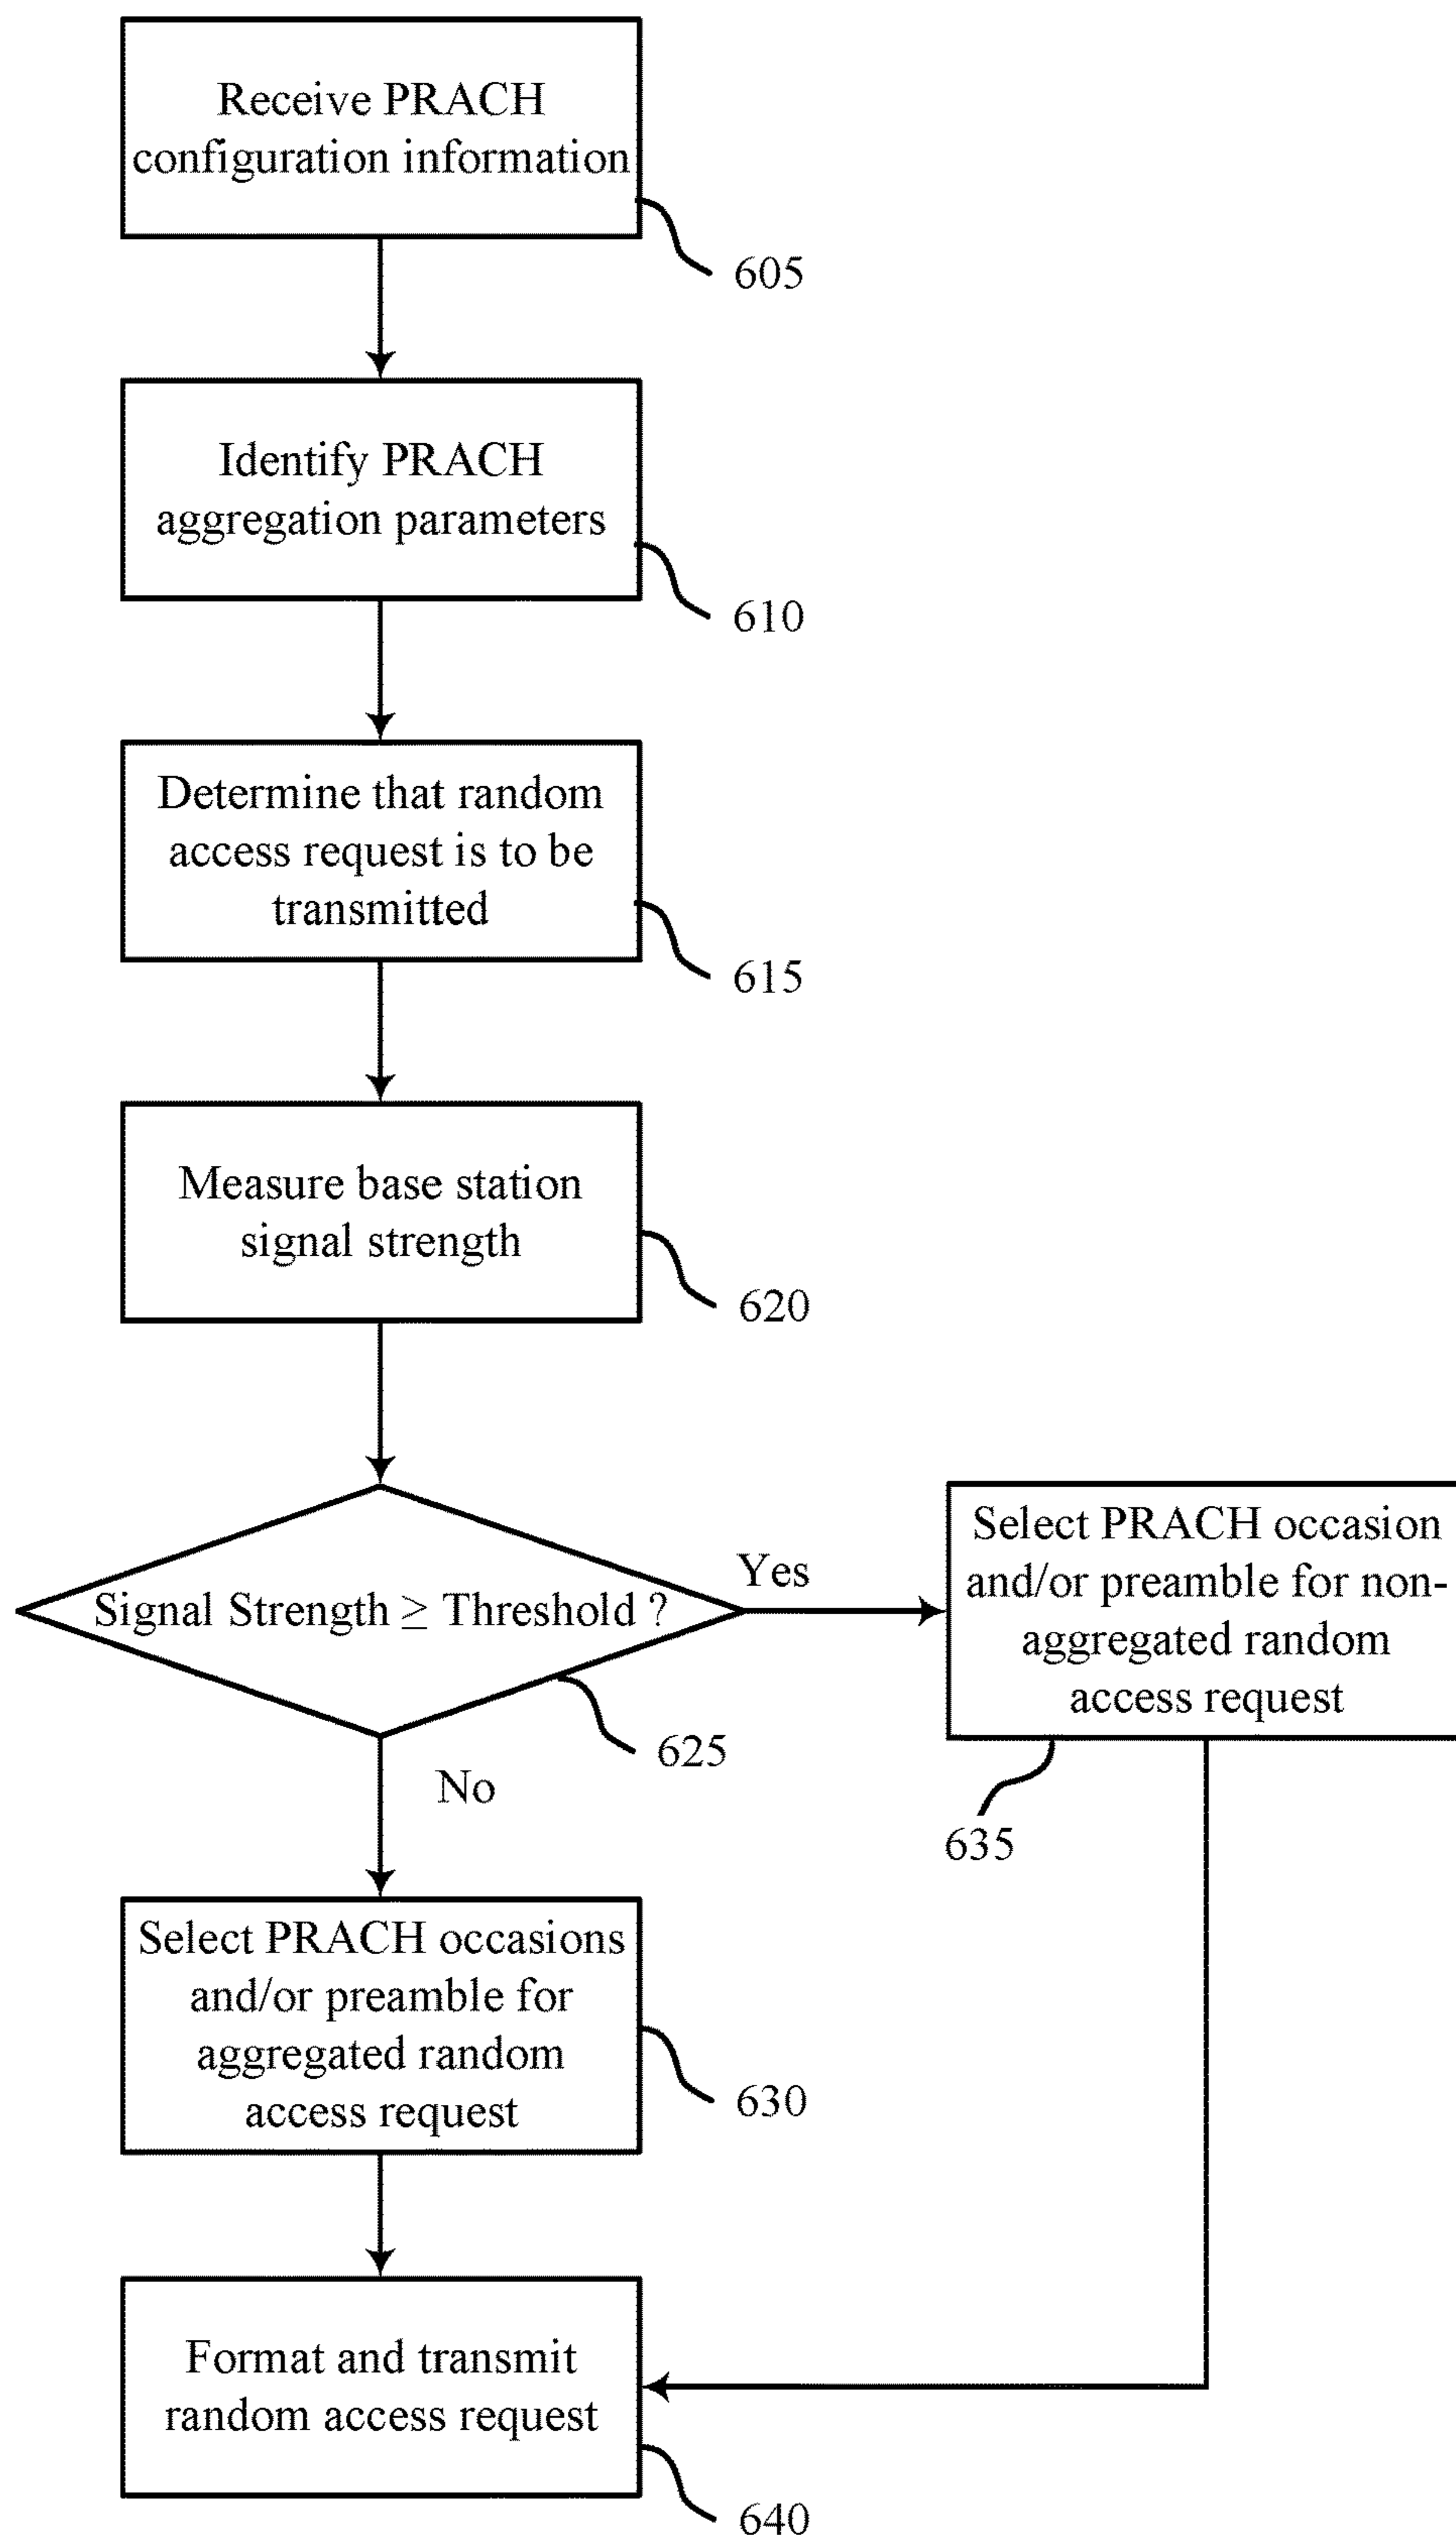 Receive PRACH
configuration information
605
Identify PRACH
aggregation parameters
610
Determine that random
access request is to be
transmitted
615
Measure base station
signal strength
620
Signal Strength ≥ Threshold ?
Yes
625
No
Select PRACH occasion
and/or preamble for non-
aggregated random
access request
635
Select PRACH occasions
and/or preamble for
aggregated random
access request
630
Format and transmit
random access request
640